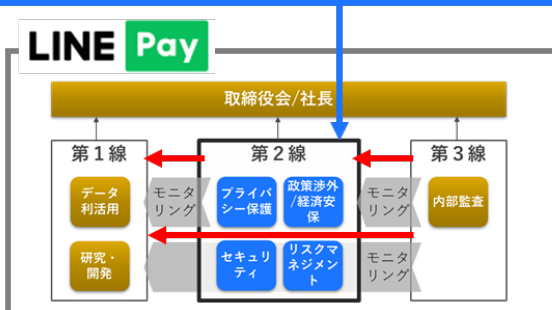 LINE Pay
取締役会/社長
第1線
第2線
第3線
データ
利活用
モニタ
リング
プライバ
シー保護
政策渉外
/経済安
保
モニタ
リング
内部監査
研究・
開発
セキュリ
ティ
リスクマ
ネジメン
ト
モニタ
リング